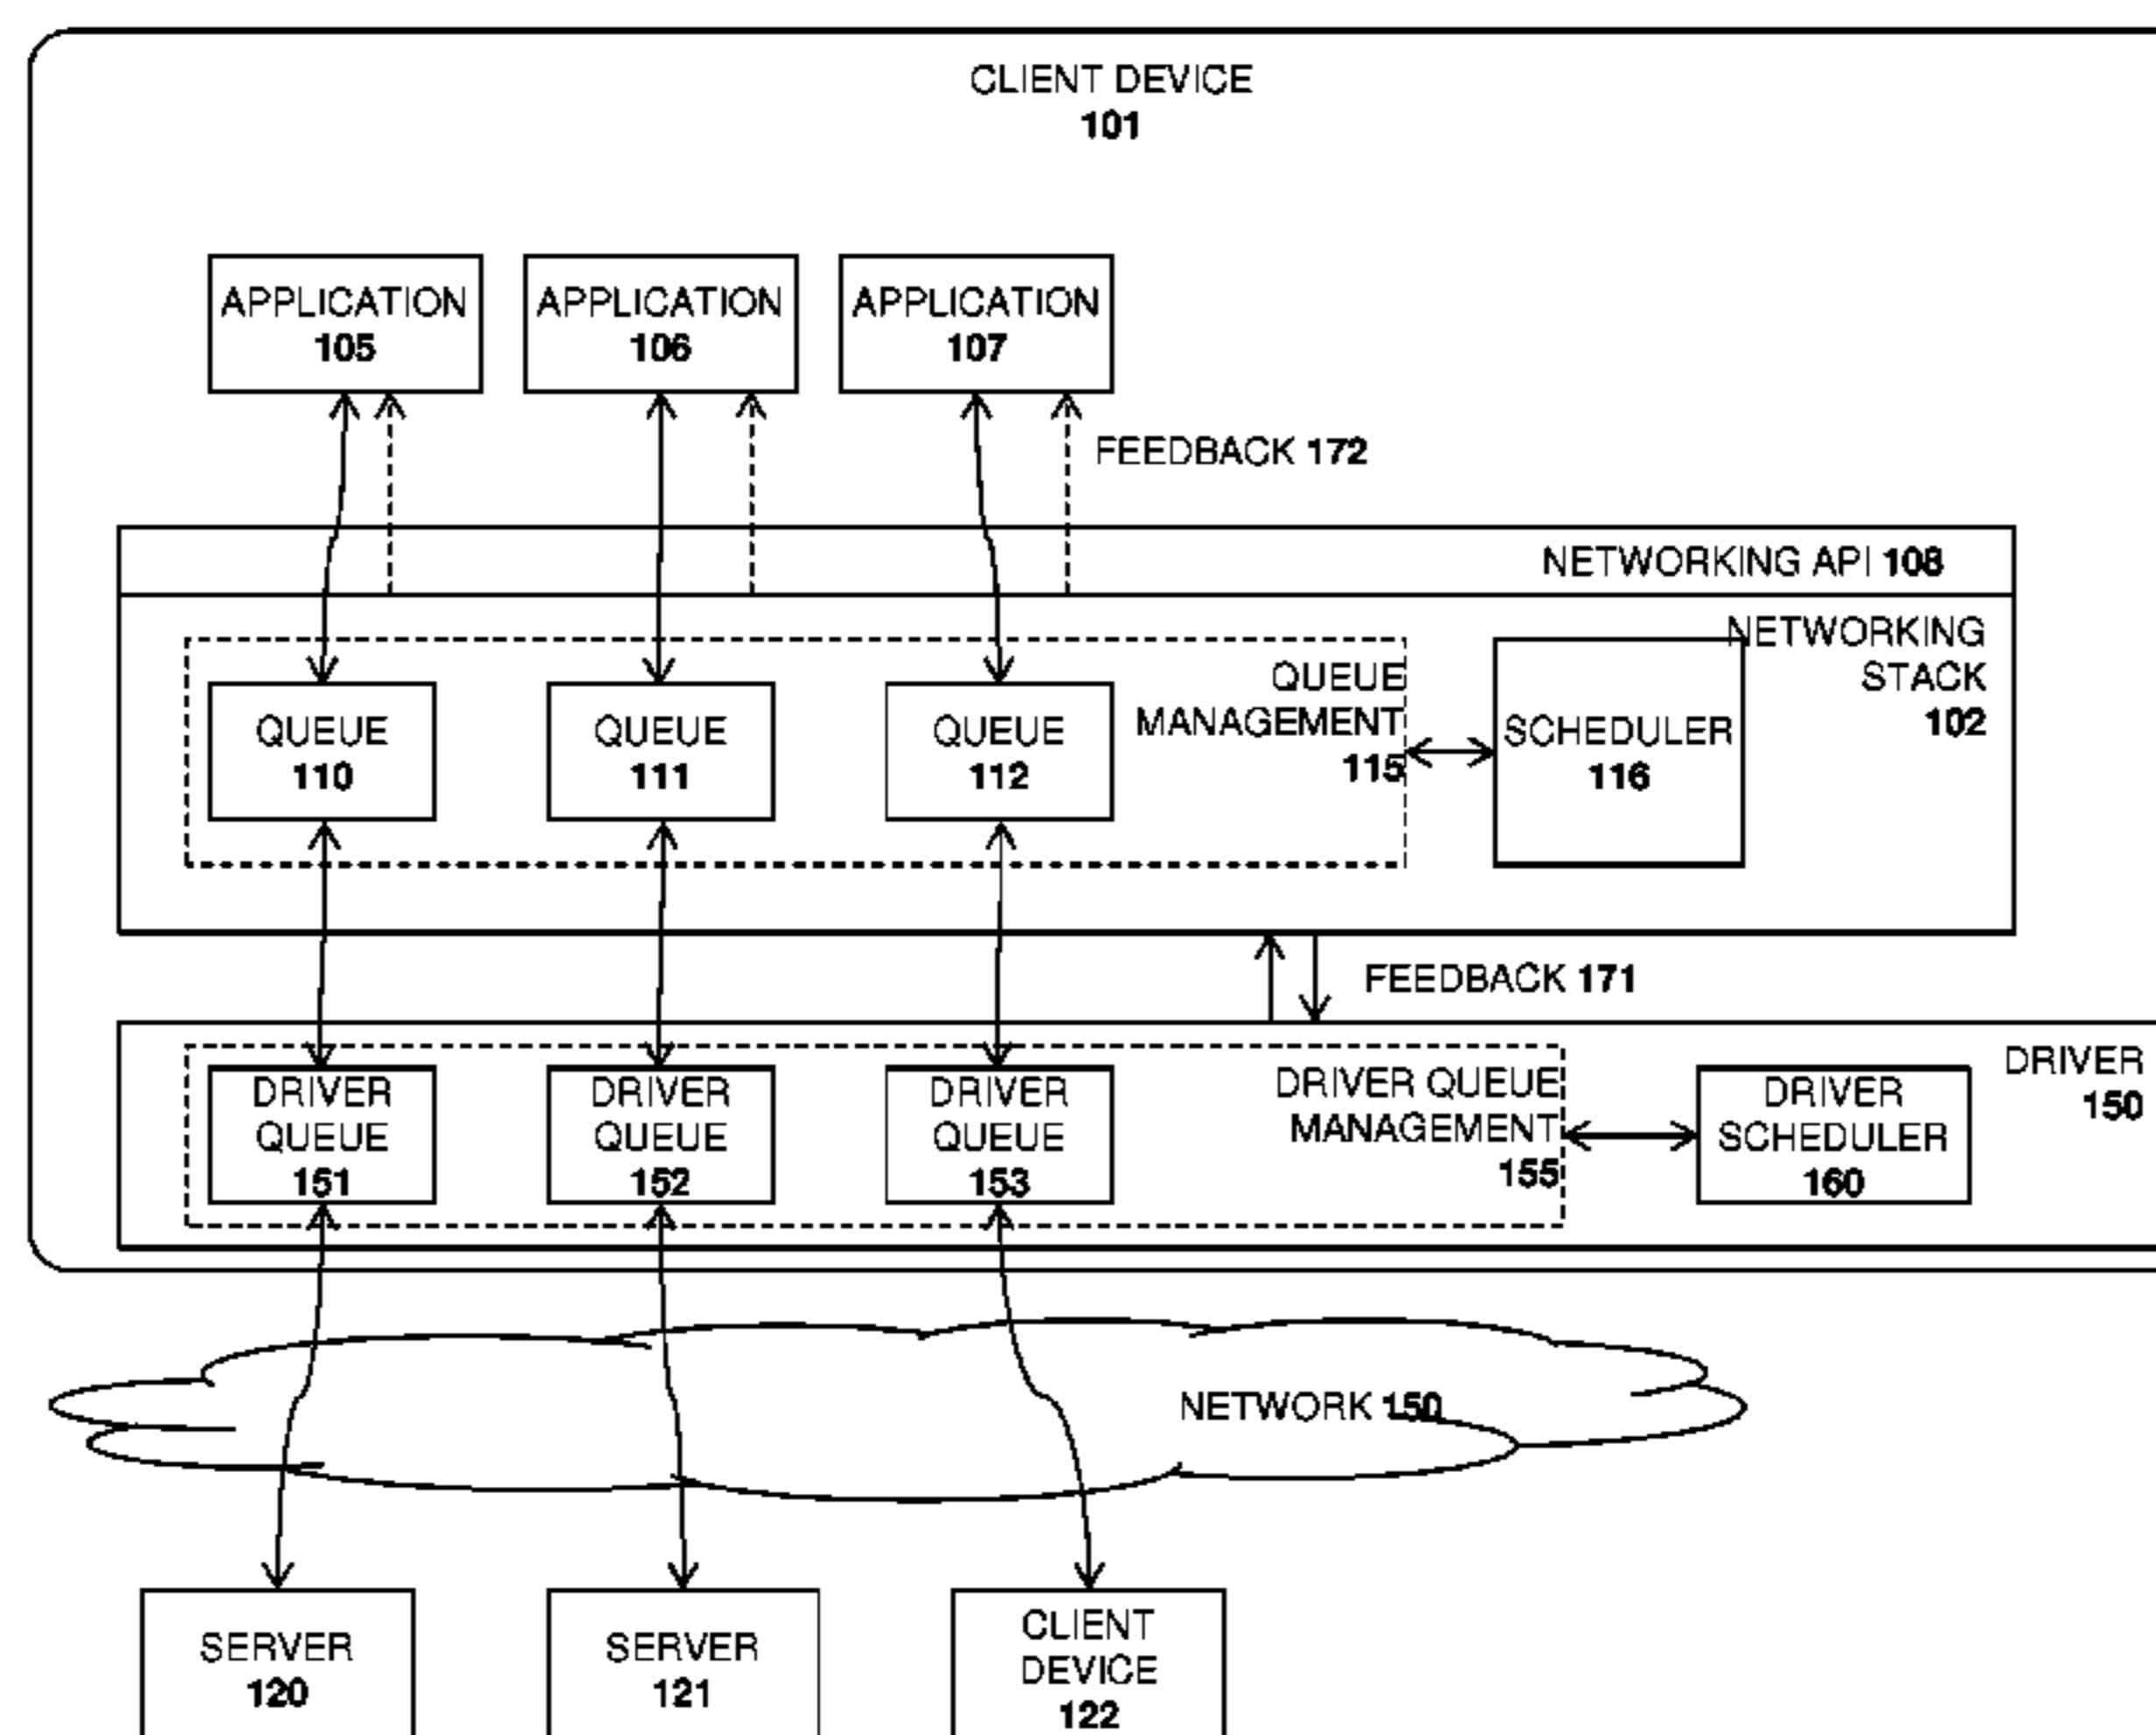 CLIENT DEVICE
101
APPLICATION
105
APPLICATION
106
APPLICATION
107
FEEDBACK 172
NETWORKING API 108
NETWORKING
STACK
102
QUEUE
MANAGEMENT
115
SCHEDULER
116
QUEUE
110
QUEUE
111
QUEUE
112
FEEDBACK 171
DRIVER
150
DRIVER
QUEUE
151
DRIVER
QUEUE
152
DRIVER
QUEUE
153
DRIVER QUEUE
MANAGEMENT
155
DRIVER
SCHEDULER
160
NETWORK 150
SERVER
120
SERVER
121
CLIENT
DEVICE
122